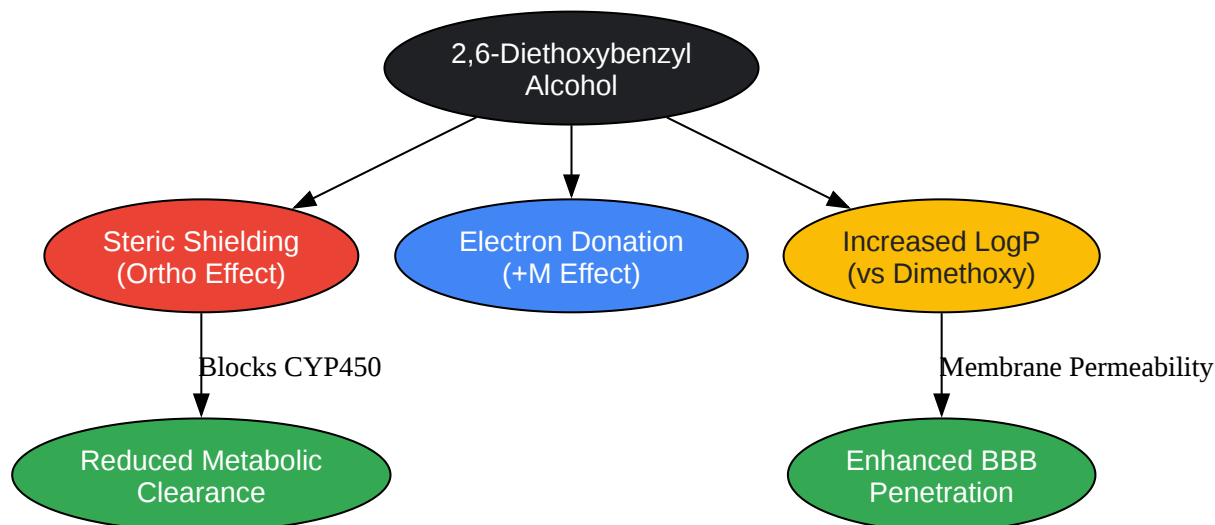 2,6-Diethoxybenzyl
Alcohol
Steric Shielding
(Ortho Effect)
Electron Donation
(+M Effect)
Increased LogP
(vs Dimethoxy)
Blocks CYP450
Membrane Permeability
Reduced Metabolic
Clearance
Enhanced BBB
Penetration